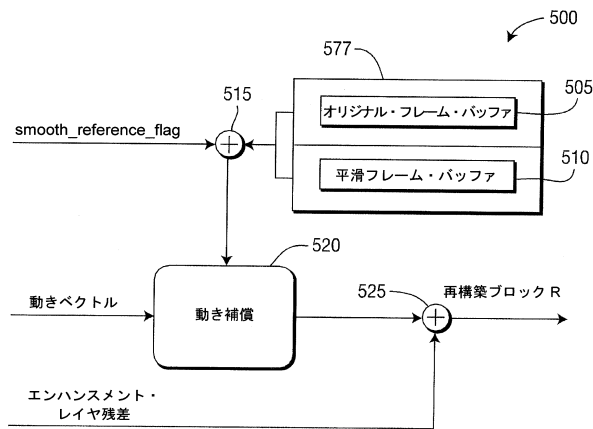 500
577
オリジナル・フレーム・バッファ
505
平滑フレーム・バッファ
510
515
smooth_reference_flag
520
動きベクトル
動き補償
525
再構築ブロック R
エンハンスメント・
レイヤ残差